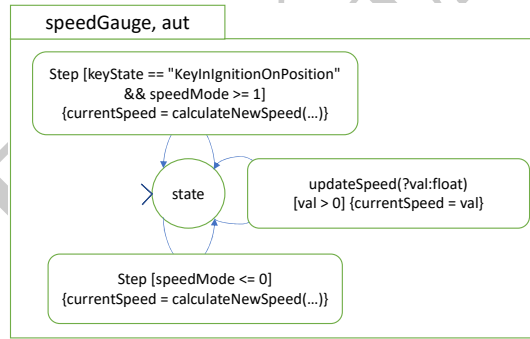 speedGauge, aut
Step [keyState == "KeyInIgnitionOnPosition"
&& speedMode >= 1]
{currentSpeed = calculateNewSpeed(…)}
state
updateSpeed(?val:float)
[val > 0] {currentSpeed = val}
Step [speedMode <= 0]
{currentSpeed = calculateNewSpeed(…)}